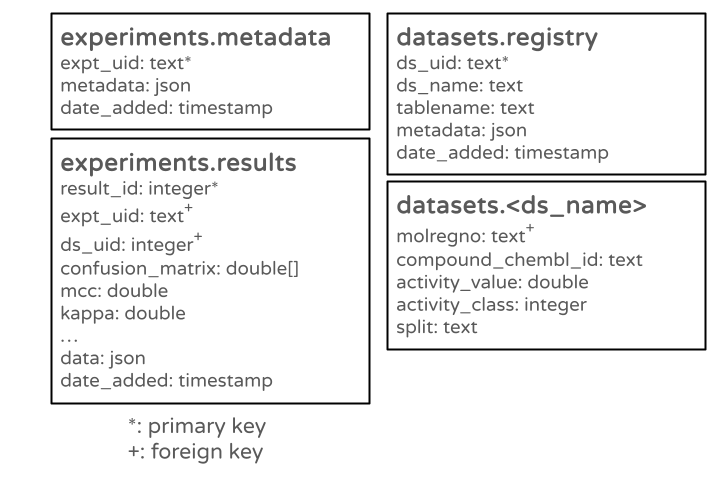 experiments.metadata
expt_uid: text*
metadata: json
date_added: timestamp
experiments.results
result_id: integer*
expt_uid: text+
ds_uid: integer+
confusion_matrix: double[]
mcc: double
kappa: double
...
data: json
date_added: timestamp
datasets.registry
ds_uid: text*
ds_name: text
tablename: text
metadata: json
date_added: timestamp
datasets.<ds_name>
molregno: text+
compound_chembl_id: text
activity_value: double
activity_class: integer
split: text
*: primary key
+: foreign key